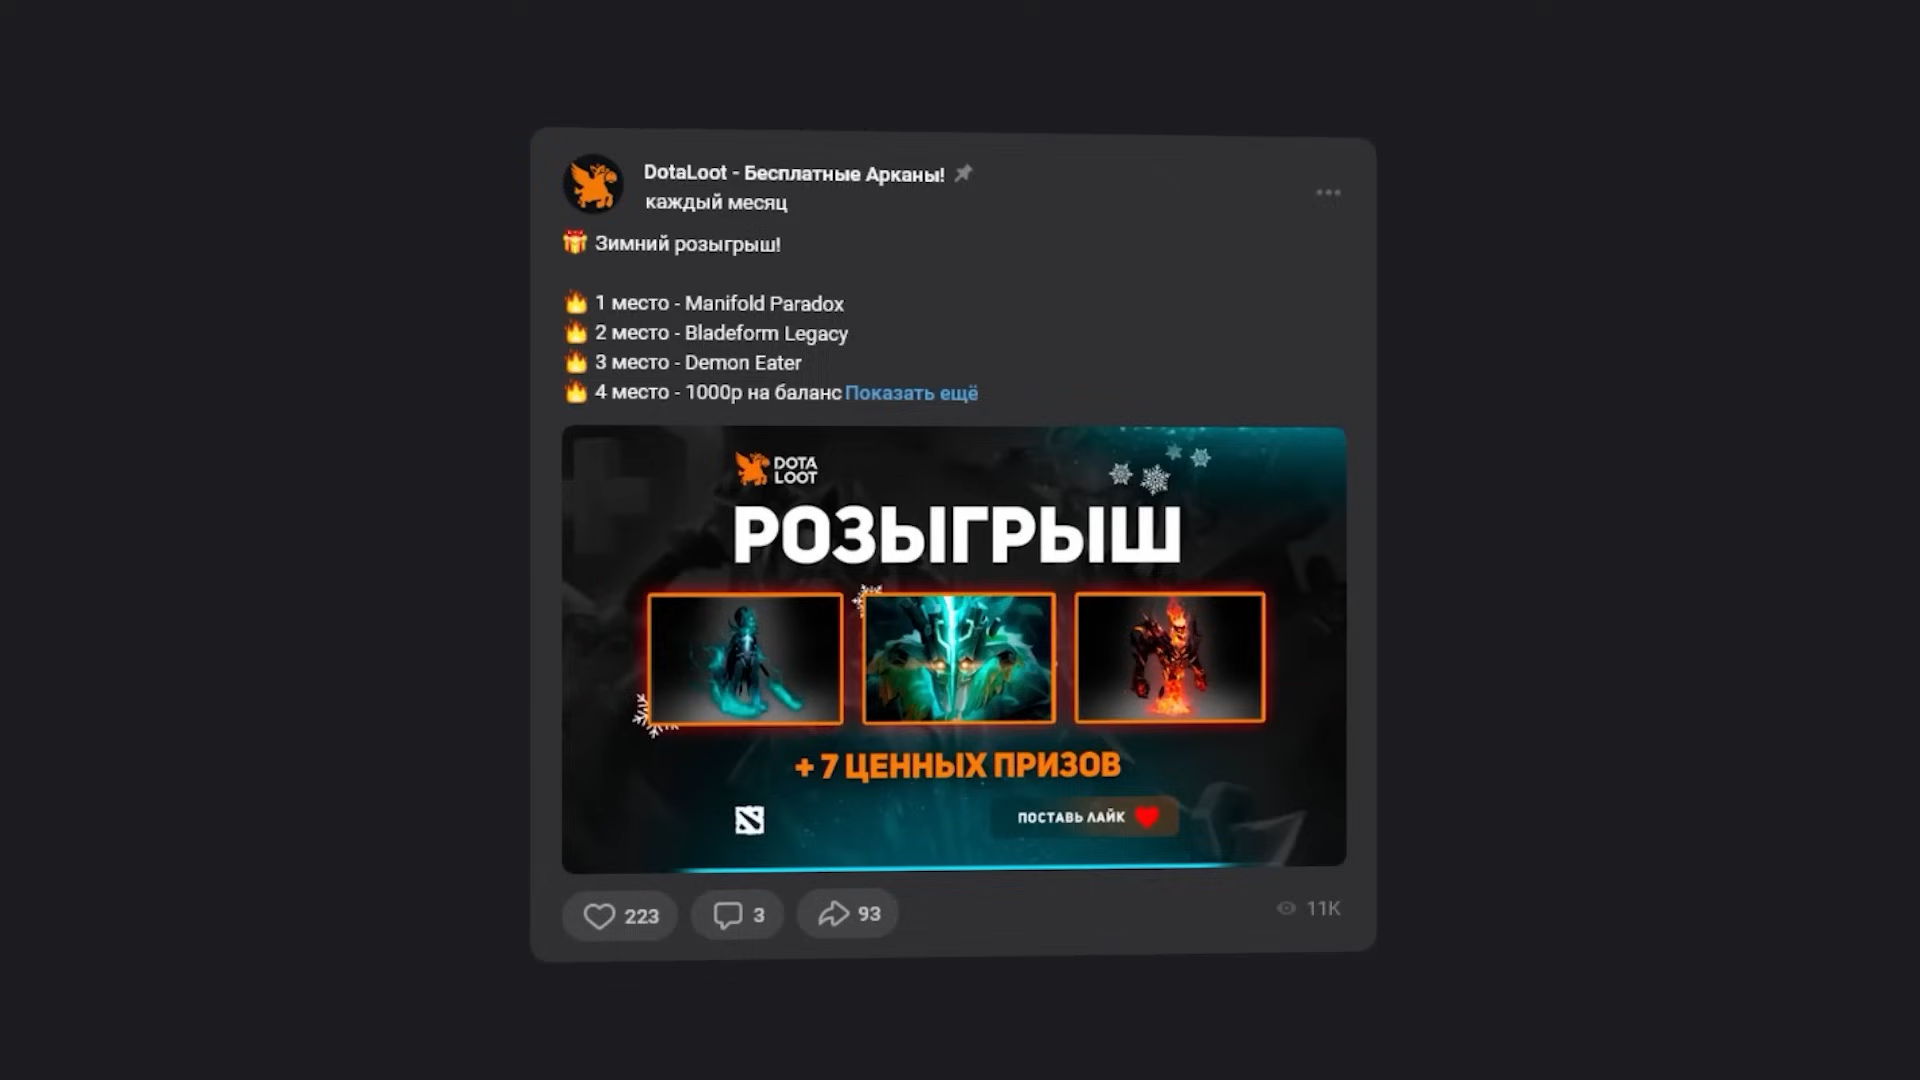 DotaLoot - Бесплатные Арканы!
каждый месяц
Зимний розыгрыш!
1 место - Manifold Paradox
2 место - Bladeform Legacy
3 место - Demon Eater
4 место - 1000р на баланс Показать ещё
DOTA
LOOT
РОЗЫГРЫШ
+ 7 ЦЕННЫХ ПРИЗОВ
ПОСТАВЬ ЛАЙК
223
3
93
11K